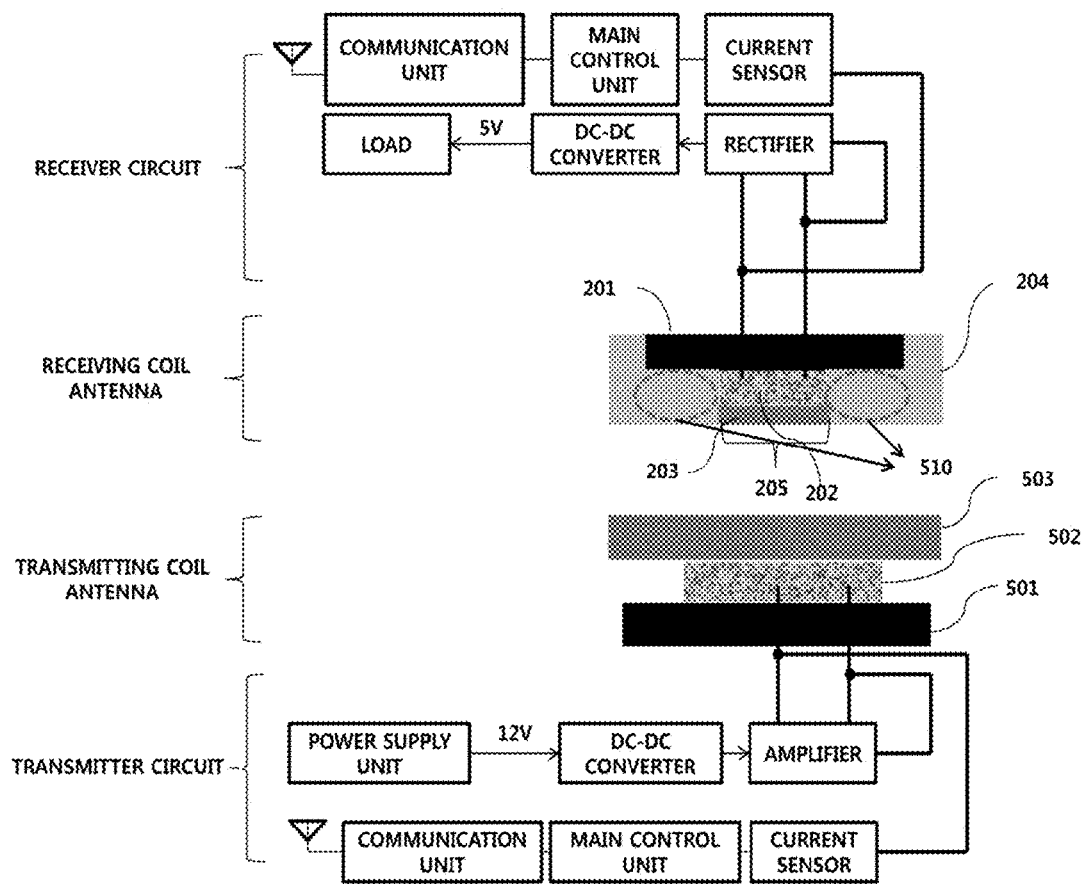 COMMUNICATION
UNIT
MAIN
CONTROL
UNIT
CURRENT
SENSOR
LOAD
5V
DC-DC
CONVERTER
RECTIFIER
RECEIVER CIRCUIT
201
204
RECEIVING COIL
ANTENNA
203
205
202
510
503
502
501
TRANSMITTING COIL
ANTENNA
TRANSMITTER CIRCUIT
POWER SUPPLY
UNIT
12V
DC-DC
CONVERTER
AMPLIFIER
COMMUNICATION
UNIT
MAIN CONTROL
UNIT
CURRENT
SENSOR